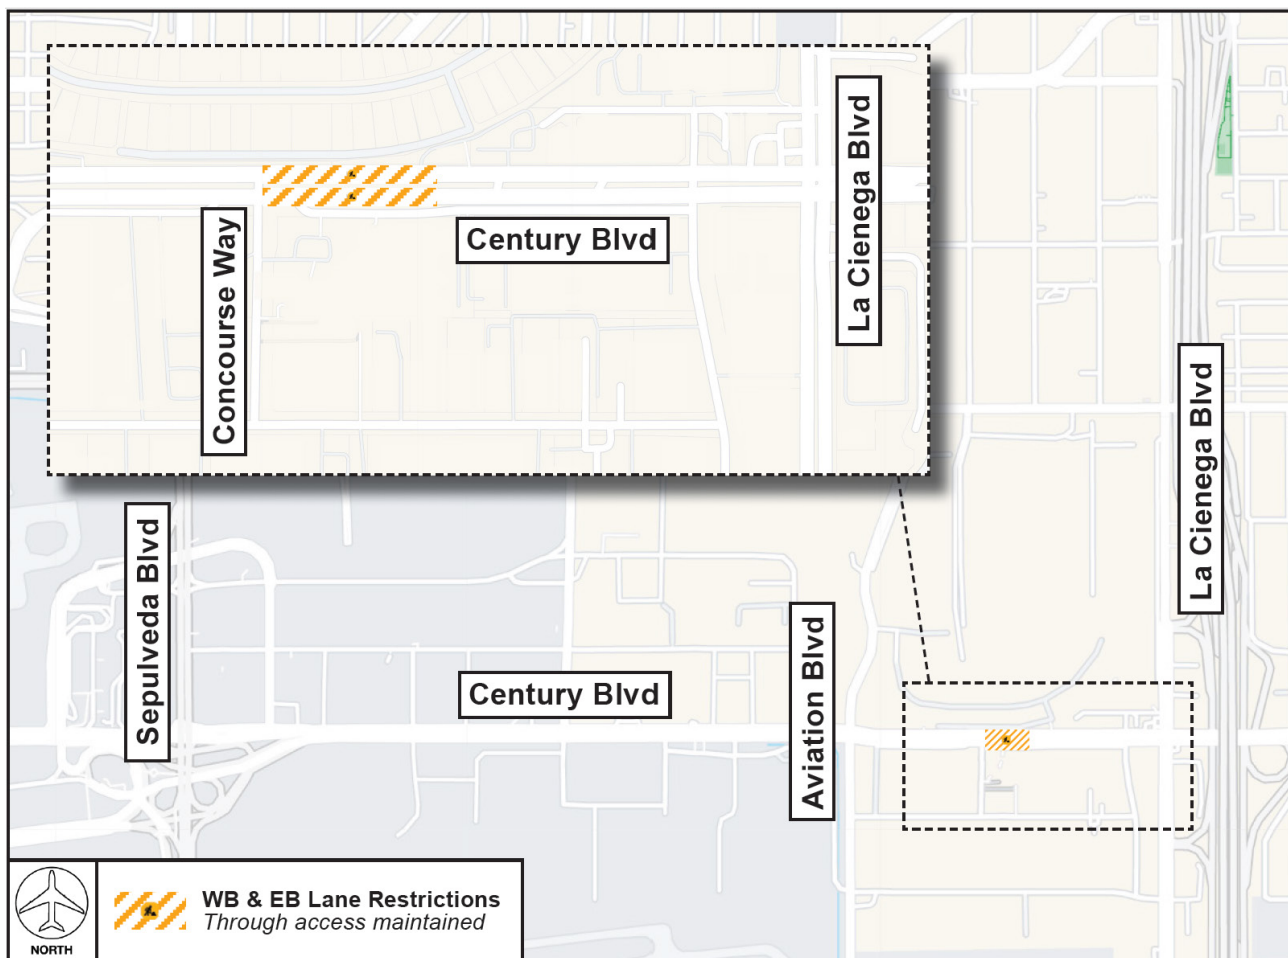 La Cienega Blvd
Century Blvd
Concourse Way
La Cienega Blvd
Sepulveda Blvd
Century Blvd
Aviation Blvd
WB & EB Lane Restrictions
Through access maintained
NORTH